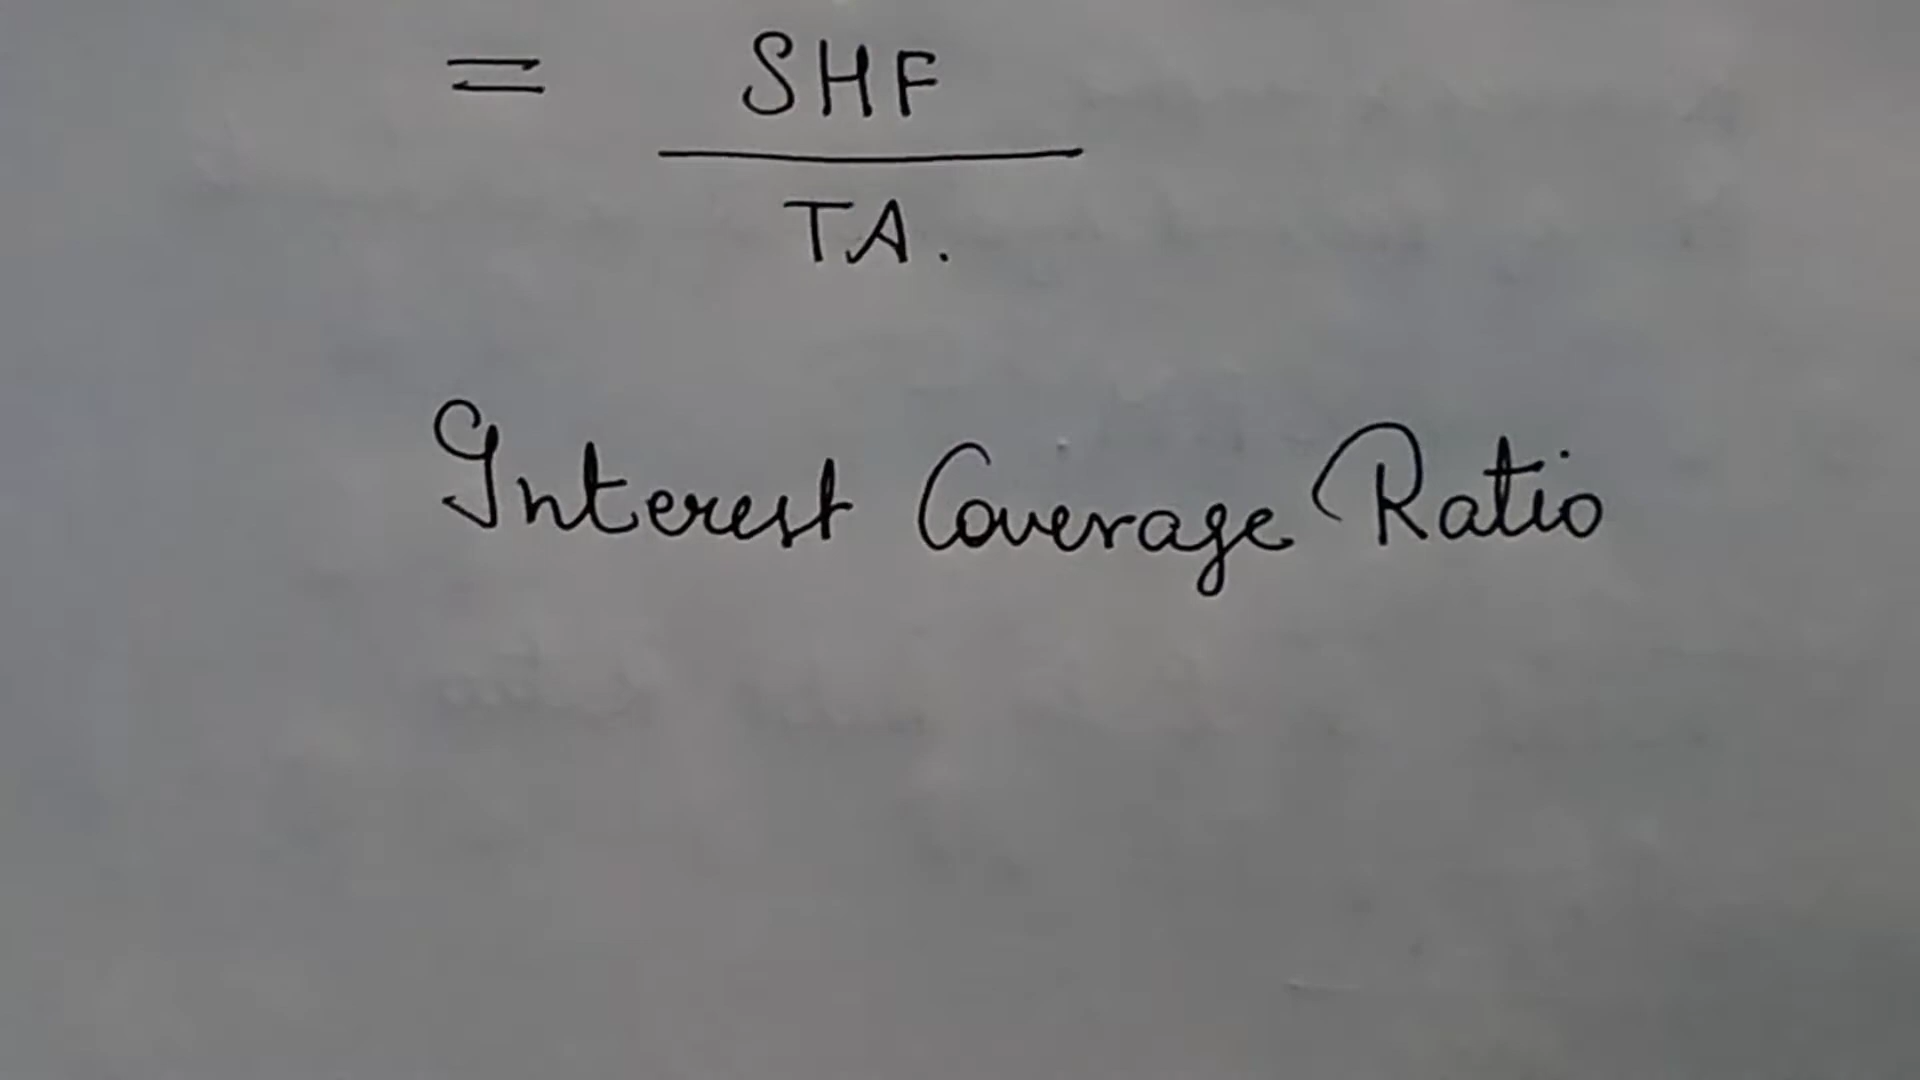 = SHF
TA.
Interest Coverage Ratio